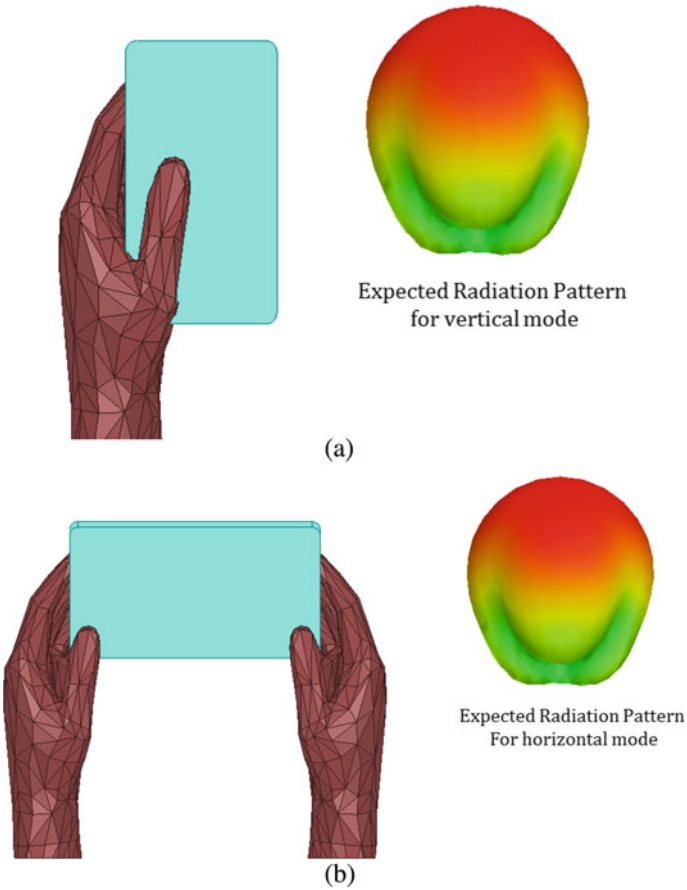 Expected Radiation Pattern
for vertical mode
(a)
Expected Radiation Pattern
For horizontal mode
(b)